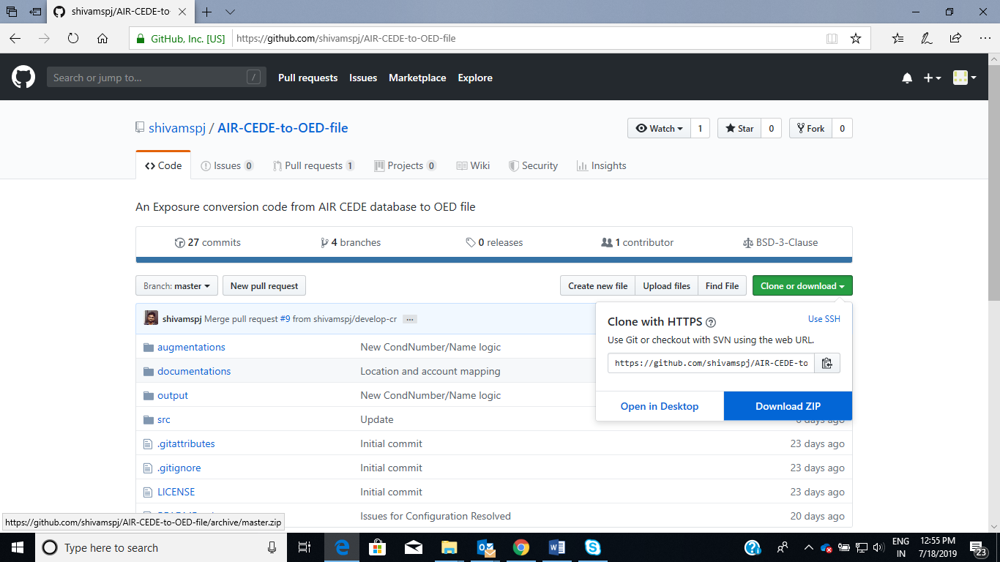 shivamspj/AIR-CEDE-to-
GitHub, Inc. [US]
https://github.com/shivamspj/AIR-CEDE-to-OED-file
Search or jump to...
/
Pull requests
Issues
Marketplace
Explore
shivamspj / AIR-CEDE-to-OED-file
Watch 1
Star 0
Fork 0
Code
Issues 0
Pull requests 1
Projects 0
Wiki
Security
Insights
An Exposure conversion code from AIR CEDE database to OED file
27 commits
4 branches
0 releases
1 contributor
BSD-3-Clause
Branch: master
New pull request
Create new file
Upload files
Find File
Clone or download
shivamspj Merge pull request #9 from shivamspj/develop-cr ...
Clone with HTTPS ?
Use SSH
Use Git or checkout with SVN using the web URL.
https://github.com/shivamspj/AIR-CEDE-to
Open in Desktop
Download ZIP
augmentations New CondNumber/Name logic
documentations Location and account mapping
output New CondNumber/Name logic
src Update
days ago
.gitattributes Initial commit 23 days ago
.gitignore Initial commit 23 days ago
LICENSE Initial commit 23 days ago
Issues for Configuration Resolved 20 days ago
https://github.com/shivamspj/AIR-CEDE-to-OED-file/archive/master.zip
Type here to search
ENG
IN
12:55 PM
7/18/2019
23